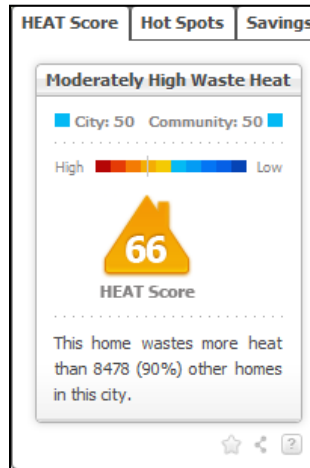 HEAT Score Hot Spots Savings
Moderately High Waste Heat
City: 50 Community: 50
High Low
66
HEAT Score
This home wastes more heat
than 8478 (90%) other homes
in this city.
?